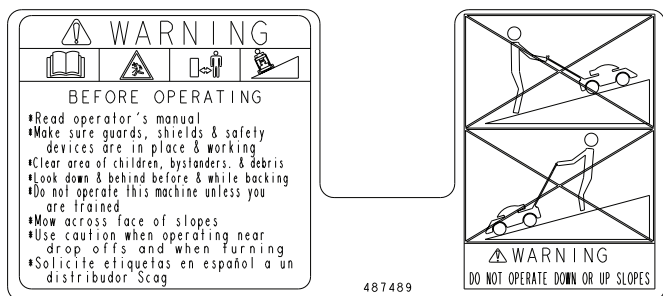 WARNING
BEFORE OPERATING
*Read operator's manual
*Make sure guards, shields & safety
devices are in place & working
*Clear area of children, bystanders. & debris
*Look down & behind before & while backing
*Do not operate this machine unless you
are trained
*Mow across face of slopes
*Use caution when operating near
drop offs and when turning
*Solicite etiquetas en español a un
distribudor Scag
487489
WARNING
DO NOT OPERATE DOWN OR UP SLOPES